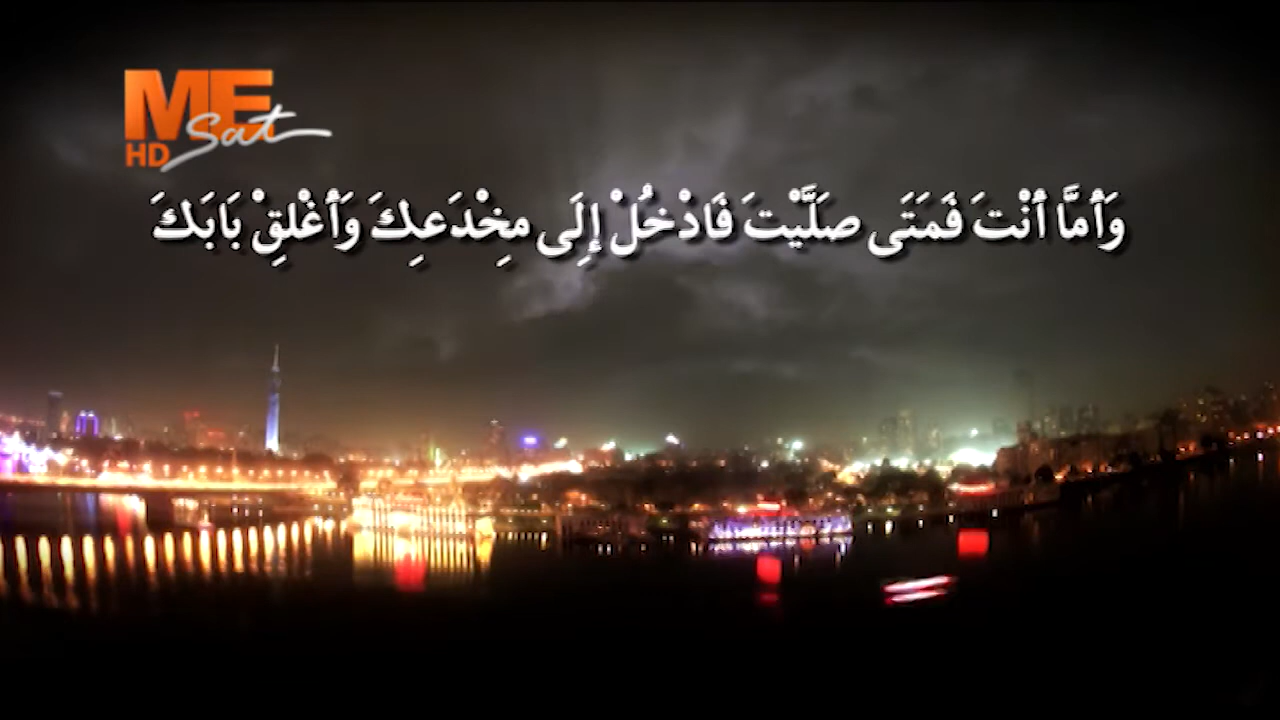 ME
Sat
HD
وَأَمَّا أَنْتَ فَمَتَى صَلَّيْتَ فَادْخُلْ إِلَى مِخْدَعِكَ وَأَغْلِقْ بَابَكَ